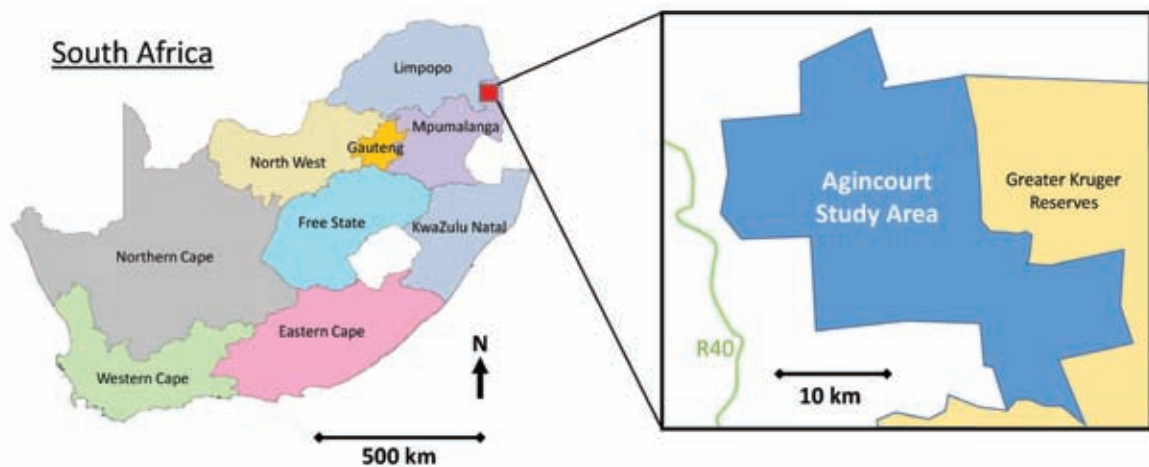 South Africa
Limpopo
Mpumalanga
Gauteng
North West
Free State
KwaZulu Natal
Northern Cape
Eastern Cape
Western Cape
N
500 km
Agincourt
Study Area
Greater Kruger
Reserves
R40
10 km